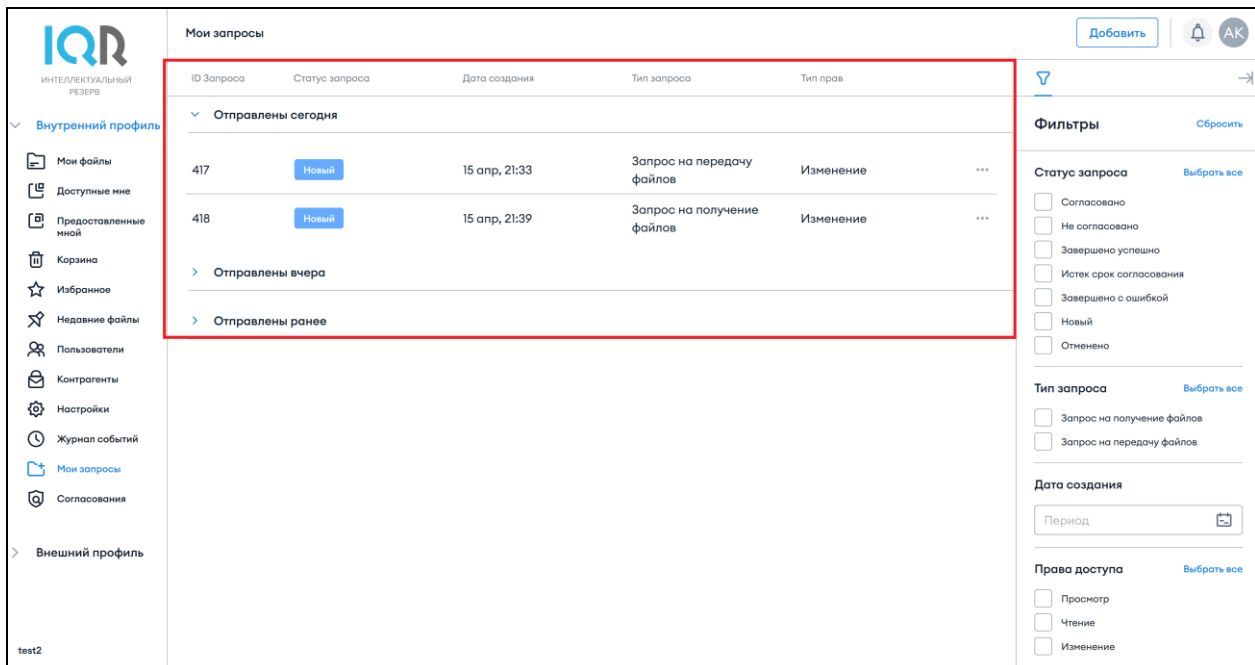 IQR
ИНТЕЛЛЕКТУАЛЬНЫЙ
РЕЗЕРВ
Внутренний профиль
Мои файлы
Доступные мне
Предоставленные
мной
Корзина
Избранное
Недавние файлы
Пользователи
Контрагенты
Настройки
Журнал событий
Мои запросы
Согласования
Внешний профиль
test2
Мои запросы
Добавить
AK
ID Запроса Статус запроса Дата создания Тип запроса Тип прав
Отправлены сегодня
417 Новый 15 апр, 21:33 Запрос на передачу Изменение
файлов
418 Новый 15 апр, 21:39 Запрос на получение Изменение
файлов
Отправлены вчера
Отправлены ранее
Фильтры Сбросить
Статус запроса Выбрать все
Согласовано
Не согласовано
Завершено успешно
Истек срок согласования
Завершено с ошибкой
Новый
Отменено
Тип запроса Выбрать все
Запрос на получение файлов
Запрос на передачу файлов
Дата создания
Период
Права доступа Выбрать все
Просмотр
Чтение
Изменение